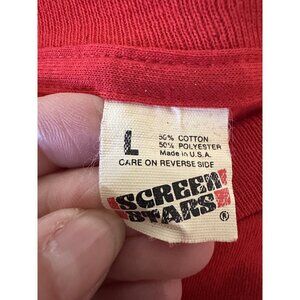 L
50% COTTON
50% POLYESTER
Made in U.S.A.
CARE ON REVERSE SIDE
SCREEN
STARS
®